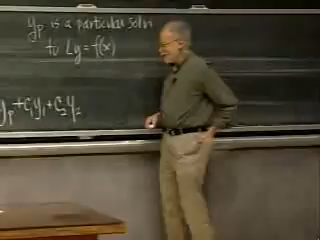 yₚ is a particular soln
to Ly = f(x)
yₚ + c₁y₁ + c₂y₂